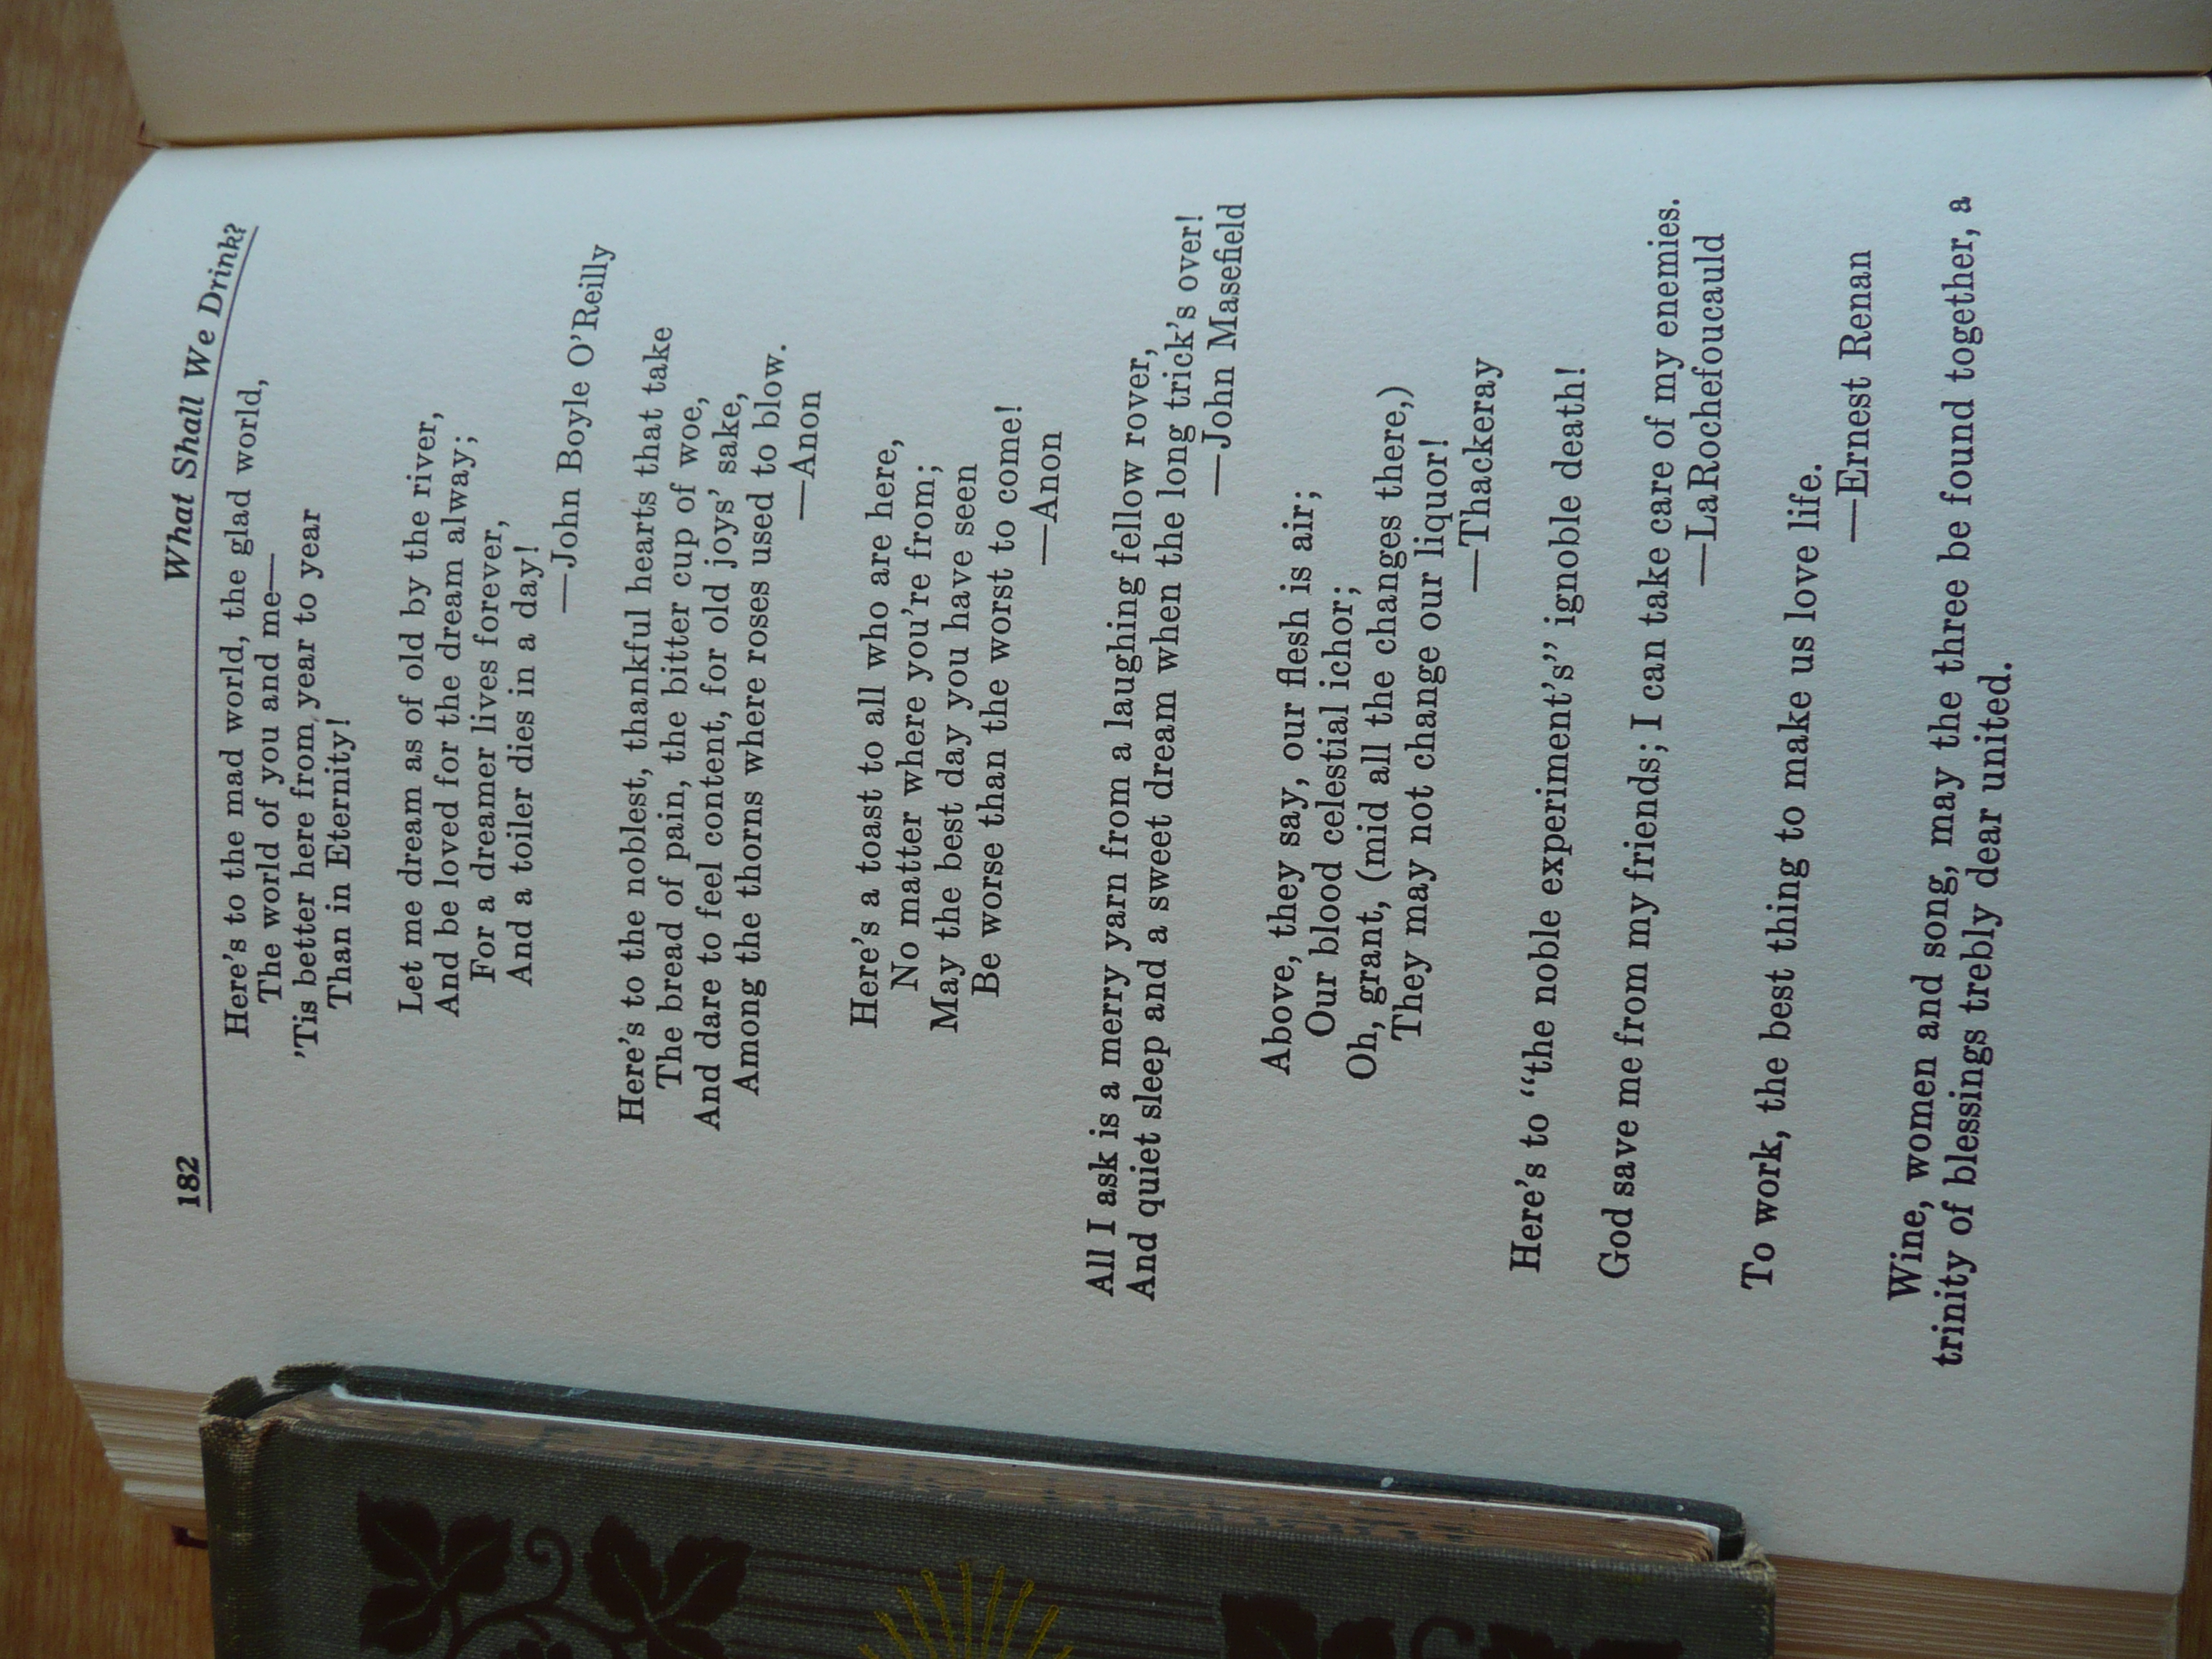 182 What Shall We Drink?
Here's to the mad world, the glad world,
The world of you and me—
'Tis better here from year to year
Than in Eternity!
Let me dream as of old by the river,
And be loved for the dream alway;
For a dreamer lives forever,
And a toiler dies in a day!
—John Boyle O'Reilly
Here's to the noblest, thankful hearts that take
The bread of pain, the bitter cup of woe,
And dare to feel content, for old joys' sake,
Among the thorns where roses used to blow.
—Anon
Here's a toast to all who are here,
No matter where you're from;
May the best day you have seen
Be worse than the worst to come!
—Anon
All I ask is a merry yarn from a laughing fellow rover,
And quiet sleep and a sweet dream when the long trick's over!
—John Masefield
Above, they say, our flesh is air;
Our blood celestial ichor;
Oh, grant, (mid all the changes there,)
They may not change our liquor!
—Thackeray
Here's to "the noble experiment's" ignoble death!
God save me from my friends; I can take care of my enemies.
—LaRochefoucauld
To work, the best thing to make us love life.
—Ernest Renan
Wine, women and song, may the three be found together, a
trinity of blessings trebly dear united.